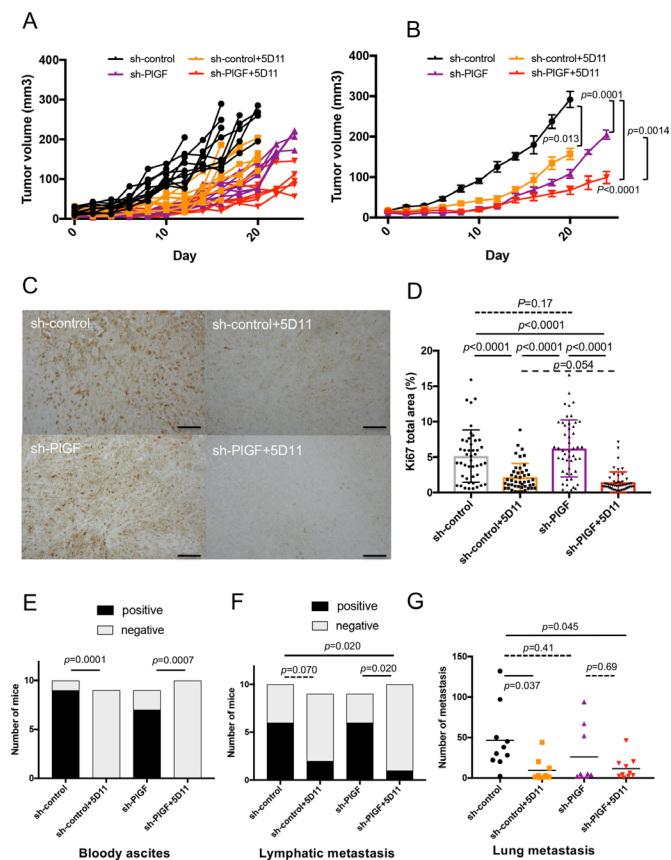 A
sh-control
sh-control+5D11
sh-PlGF
sh-PlGF+5D11
Tumor volume (mm3)
400
300
200
100
0
0
10
20
Day
B
sh-control
sh-control+5D11
sh-PlGF
sh-PlGF+5D11
Tumor volume (mm3)
400
300
200
100
0
0
10
20
Day
p=0.0001
p=0.013
p=0.0014
P<0.0001
C
sh-control
sh-control+5D11
sh-PlGF
sh-PlGF+5D11
D
P=0.17
p<0.0001
p<0.0001 p<0.0001 p<0.0001
p=0.054
Ki67 total area (%)
20
15
10
5
0
sh-control
sh-control+5D11
sh-PlGF
sh-PlGF+5D11
E
positive
negative
p=0.0001
p=0.0007
Number of mice
10
5
0
sh-control
sh-control+5D11
sh-PlGF
sh-PlGF+5D11
Bloody ascites
F
positive
negative
p=0.020
p=0.070
p=0.020
Number of mice
10
5
0
sh-control
sh-control+5D11
sh-PlGF
sh-PlGF+5D11
Lymphatic metastasis
G
p=0.045
p=0.41
p=0.037
p=0.69
Number of metastasis
150
100
50
0
sh-control
sh-control+5D11
sh-PlGF
sh-PlGF+5D11
Lung metastasis